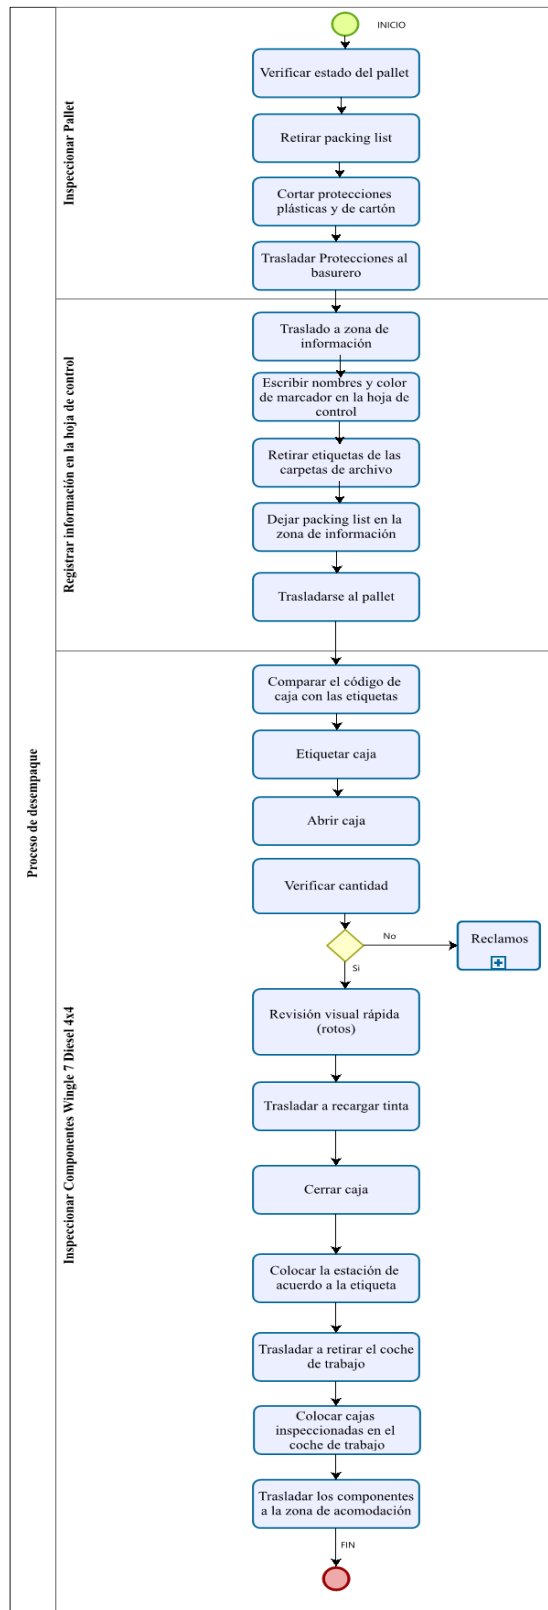 INICIO
Proceso de desempaque
Inspeccionar Pallet
Verificar estado del pallet
Retirar packing list
Cortar protecciones
plásticas y de cartón
Trasladar Protecciones al
basurero
Registrar información en la hoja de control
Traslado a zona de
información
Escribir nombres y color
de marcador en la hoja de
control
Retirar etiquetas de las
carpetas de archivo
Dejar packing list en la
zona de información
Trasladarse al pallet
Inspeccionar Componentes Wingle 7 Diesel 4x4
Comparar el código de
caja con las etiquetas
Etiquetar caja
Abrir caja
Verificar cantidad
No
Reclamos
Si
Revisión visual rápida
(rotos)
Trasladar a recargar tinta
Cerrar caja
Colocar la estación de
acuerdo a la etiqueta
Trasladar a retirar el coche
de trabajo
Colocar cajas
inspeccionadas en el
coche de trabajo
Trasladar los componentes
a la zona de acomodación
FIN